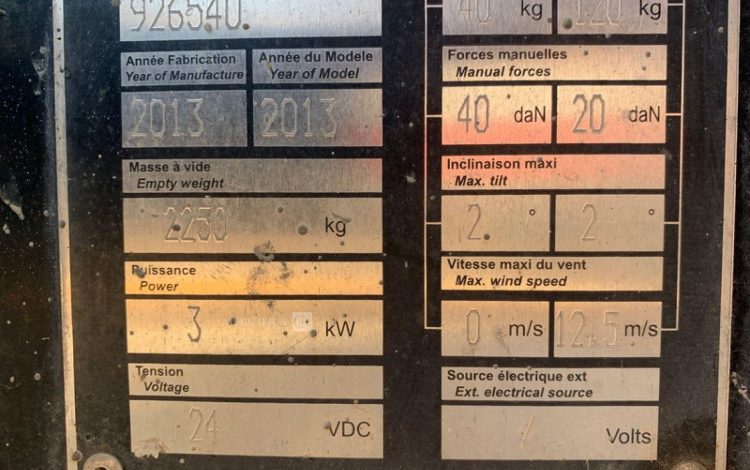 926540
Année Fabrication
Year of Manufacture
Année du Modele
Year of Model
2013
2013
Masse à vide
Empty weight
2250 kg
Puissance
Power
3 kW
Tension
Voltage
24 VDC
40 kg 120 kg
Forces manuelles
Manual forces
40 daN 20 daN
Inclinaison maxi
Max. tilt
2 ° 2 °
Vitesse maxi du vent
Max. wind speed
0 m/s 12.5 m/s
Source électrique ext
Ext. electrical source
/ Volts